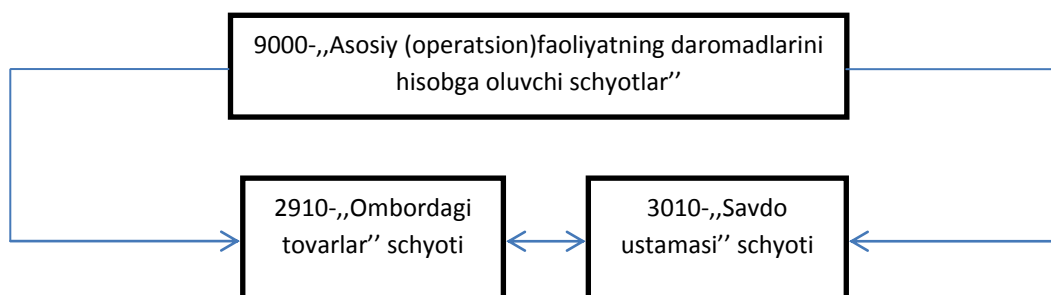 9000-,,Asosiy (operatsion)faoliyatning daromadlarini
hisobga oluvchi schyotlar’’
2910-,,Ombordagi
tovarlar’’ schyoti
3010-,,Savdo
ustamasi’’ schyoti